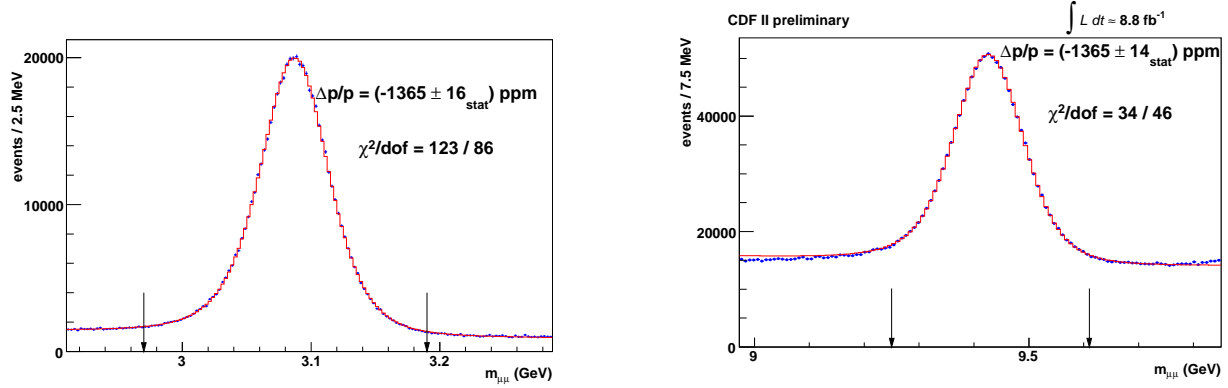 events / 2.5 MeV
20000
10000
0
Δp/p = (-1365 ± 16stat) ppm
χ²/dof = 123 / 86
3
3.1
3.2
mμμ (GeV)
CDF II preliminary
∫ L dt ≈ 8.8 fb⁻¹
events / 7.5 MeV
40000
20000
0
Δp/p = (-1365 ± 14stat) ppm
χ²/dof = 34 / 46
9
9.5
mμμ (GeV)